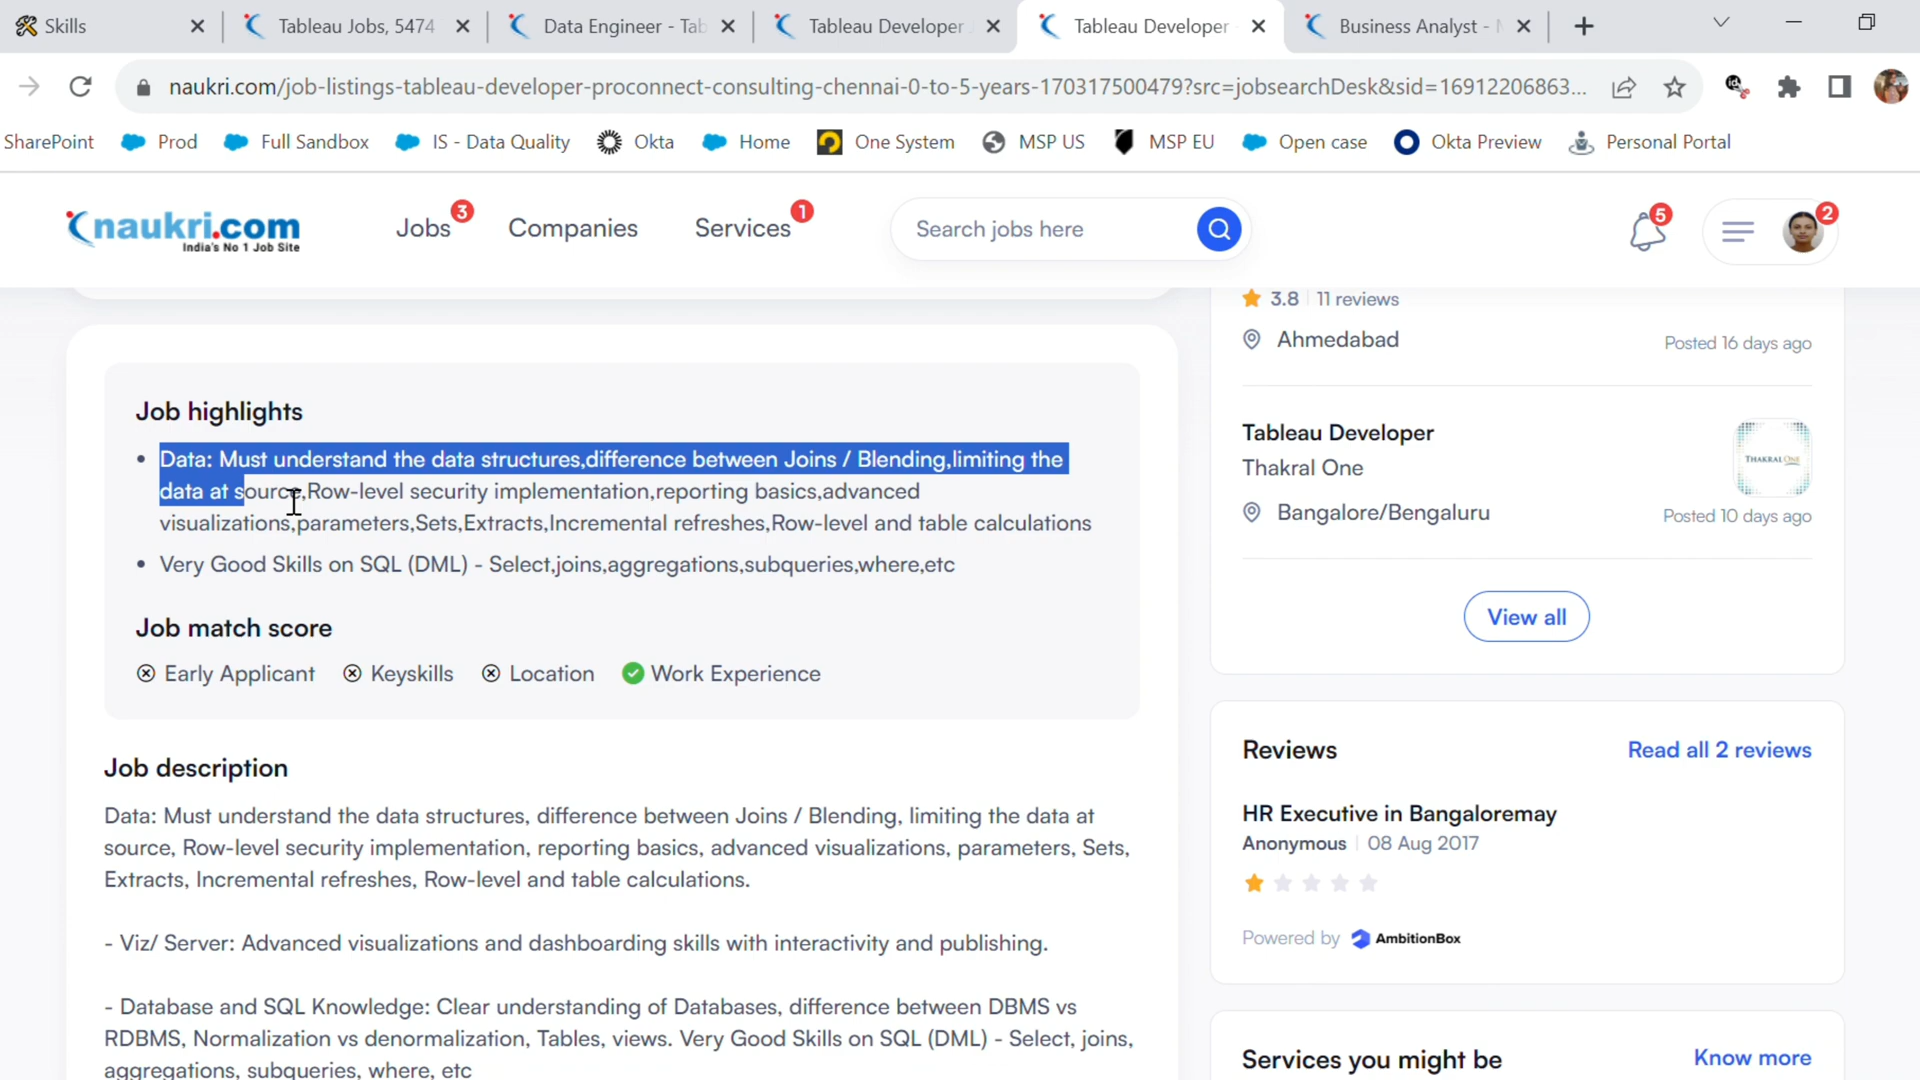 Skills
Tableau Jobs, 5474
Data Engineer - Tab
Tableau Developer
Tableau Developer
Business Analyst -
naukri.com/job-listings-tableau-developer-proconnect-consulting-chennai-0-to-5-years-170317500479?src=jobsearchDesk&sid=16912206863...
SharePoint
Prod
Full Sandbox
IS - Data Quality
Okta
Home
One System
MSP US
MSP EU
Open case
Okta Preview
Personal Portal
naukri.com
India's No 1 Job Site
Jobs 3
Companies
Services 1
Search jobs here
5
2
3.8 | 11 reviews
Ahmedabad
Posted 16 days ago
Job highlights
Data: Must understand the data structures,difference between Joins / Blending,limiting the
data at source,Row-level security implementation,reporting basics,advanced
visualizations,parameters,Sets,Extracts,Incremental refreshes,Row-level and table calculations
Very Good Skills on SQL (DML) - Select,joins,aggregations,subqueries,where,etc
Job match score
Early Applicant
Keyskills
Location
Work Experience
Tableau Developer
Thakral One
THAKRAL ONE
Bangalore/Bengaluru
Posted 10 days ago
View all
Job description
Data: Must understand the data structures, difference between Joins / Blending, limiting the data at
source, Row-level security implementation, reporting basics, advanced visualizations, parameters, Sets,
Extracts, Incremental refreshes, Row-level and table calculations.
- Viz/ Server: Advanced visualizations and dashboarding skills with interactivity and publishing.
- Database and SQL Knowledge: Clear understanding of Databases, difference between DBMS vs
RDBMS, Normalization vs denormalization, Tables, views. Very Good Skills on SQL (DML) - Select, joins,
aggregations, subqueries, where, etc
Reviews
Read all 2 reviews
HR Executive in Bangaloremay
Anonymous | 08 Aug 2017
Powered by AmbitionBox
Services you might be
Know more